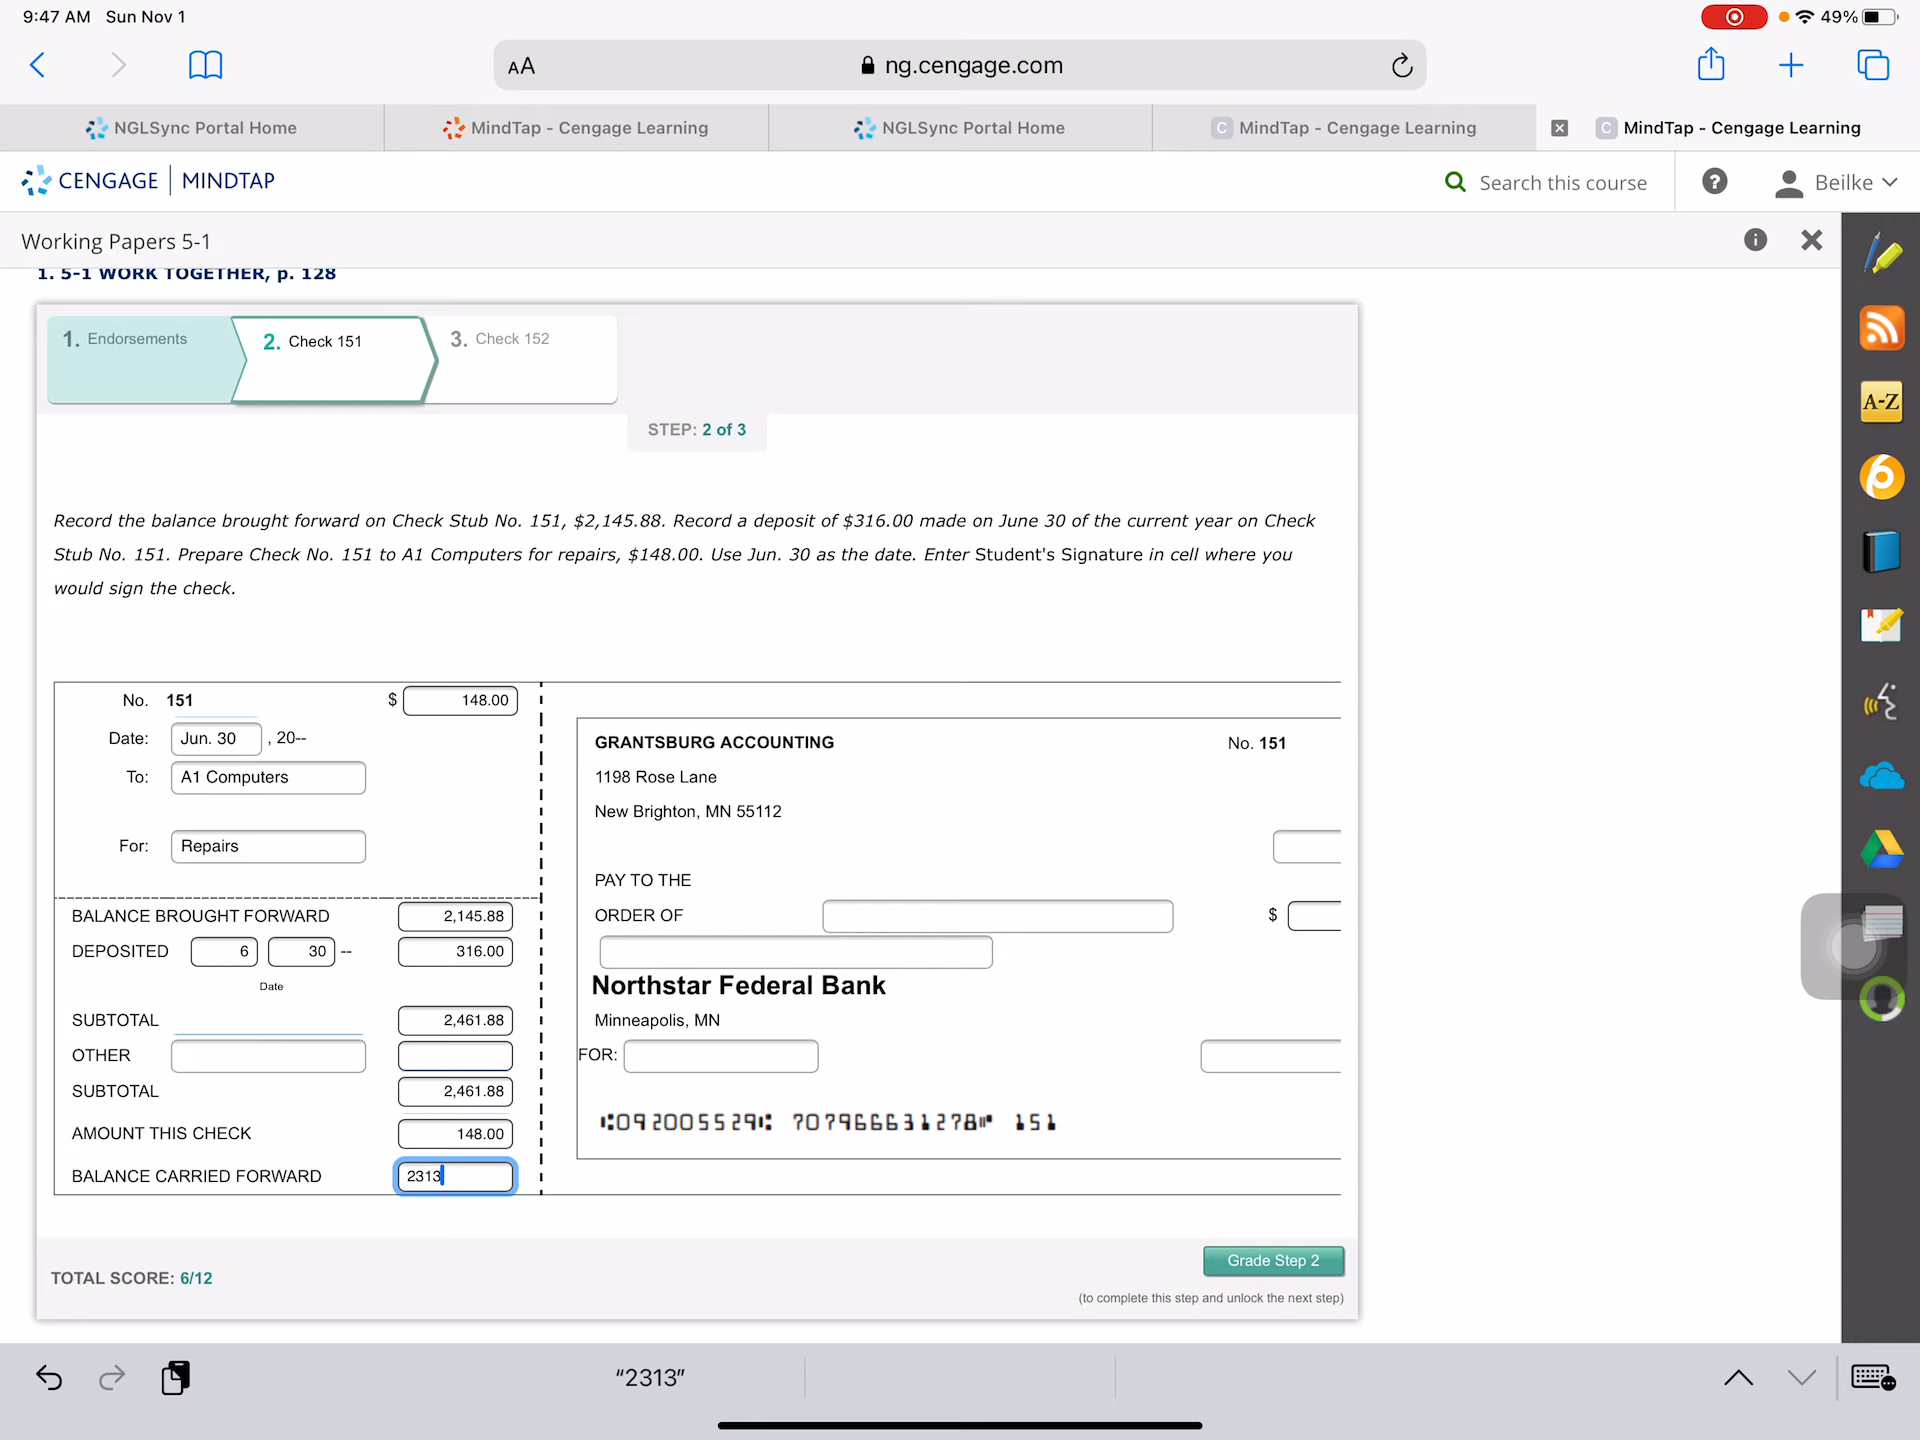 9:47 AM Sun Nov 1
49%
AA ng.cengage.com
NGLSync Portal Home MindTap - Cengage Learning NGLSync Portal Home C MindTap - Cengage Learning C MindTap - Cengage Learning
CENGAGE MINDTAP Search this course ? Beilke
Working Papers 5-1
1. 5-1 WORK TOGETHER, p. 128
1. Endorsements 2. Check 151 3. Check 152
A-Z
STEP: 2 of 3
Record the balance brought forward on Check Stub No. 151, $2,145.88. Record a deposit of $316.00 made on June 30 of the current year on Check
Stub No. 151. Prepare Check No. 151 to A1 Computers for repairs, $148.00. Use Jun. 30 as the date. Enter Student's Signature in cell where you
would sign the check.
No. 151 $ 148.00
Date: Jun. 30 , 20--
To: A1 Computers
For: Repairs
BALANCE BROUGHT FORWARD 2,145.88
DEPOSITED 6 30 -- 316.00
Date
SUBTOTAL 2,461.88
OTHER
SUBTOTAL 2,461.88
AMOUNT THIS CHECK 148.00
BALANCE CARRIED FORWARD 2313
GRANTSBURG ACCOUNTING No. 151
1198 Rose Lane
New Brighton, MN 55112
PAY TO THE
ORDER OF $
Northstar Federal Bank
Minneapolis, MN
FOR:
⑆092005529⑆ 707966631278⑈ 151
TOTAL SCORE: 6/12
Grade Step 2
(to complete this step and unlock the next step)
“2313”